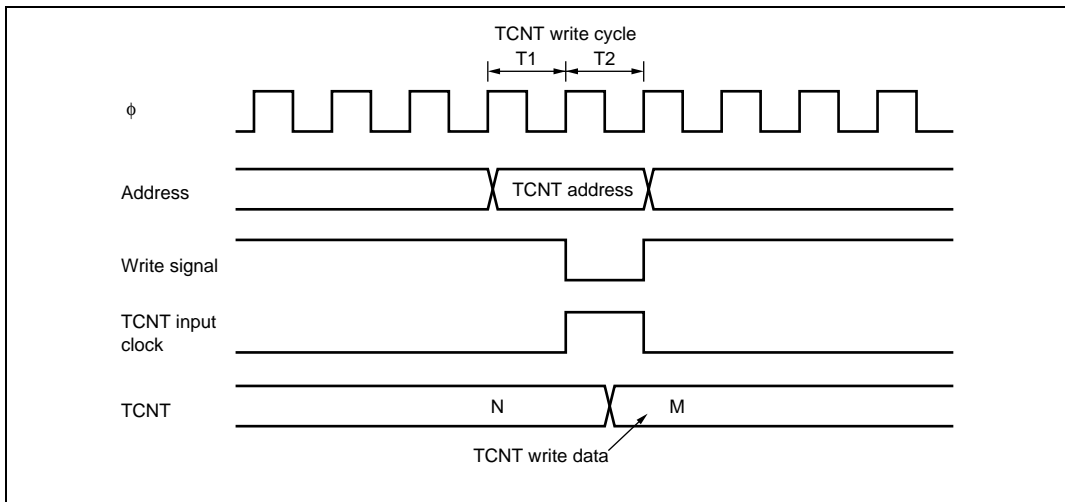 TCNT write cycle
T1 T2
ϕ
Address
TCNT address
Write signal
TCNT input
clock
TCNT
N
M
TCNT write data